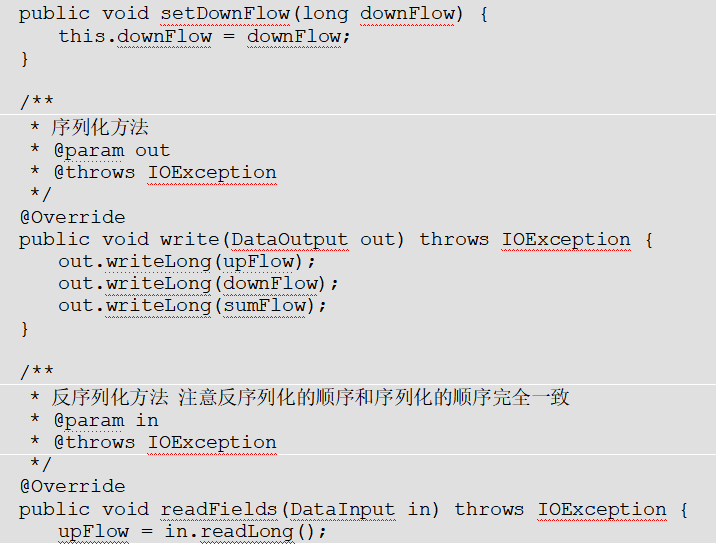 public void setDownFlow(long downFlow) {
    this.downFlow = downFlow;
}
/**
 * 序列化方法
 * @param out
 * @throws IOException
 */
@Override
public void write(DataOutput out) throws IOException {
    out.writeLong(upFlow);
    out.writeLong(downFlow);
    out.writeLong(sumFlow);
}
/**
 * 反序列化方法 注意反序列化的顺序和序列化的顺序完全一致
 * @param in
 * @throws IOException
 */
@Override
public void readFields(DataInput in) throws IOException {
    upFlow = in.readLong();